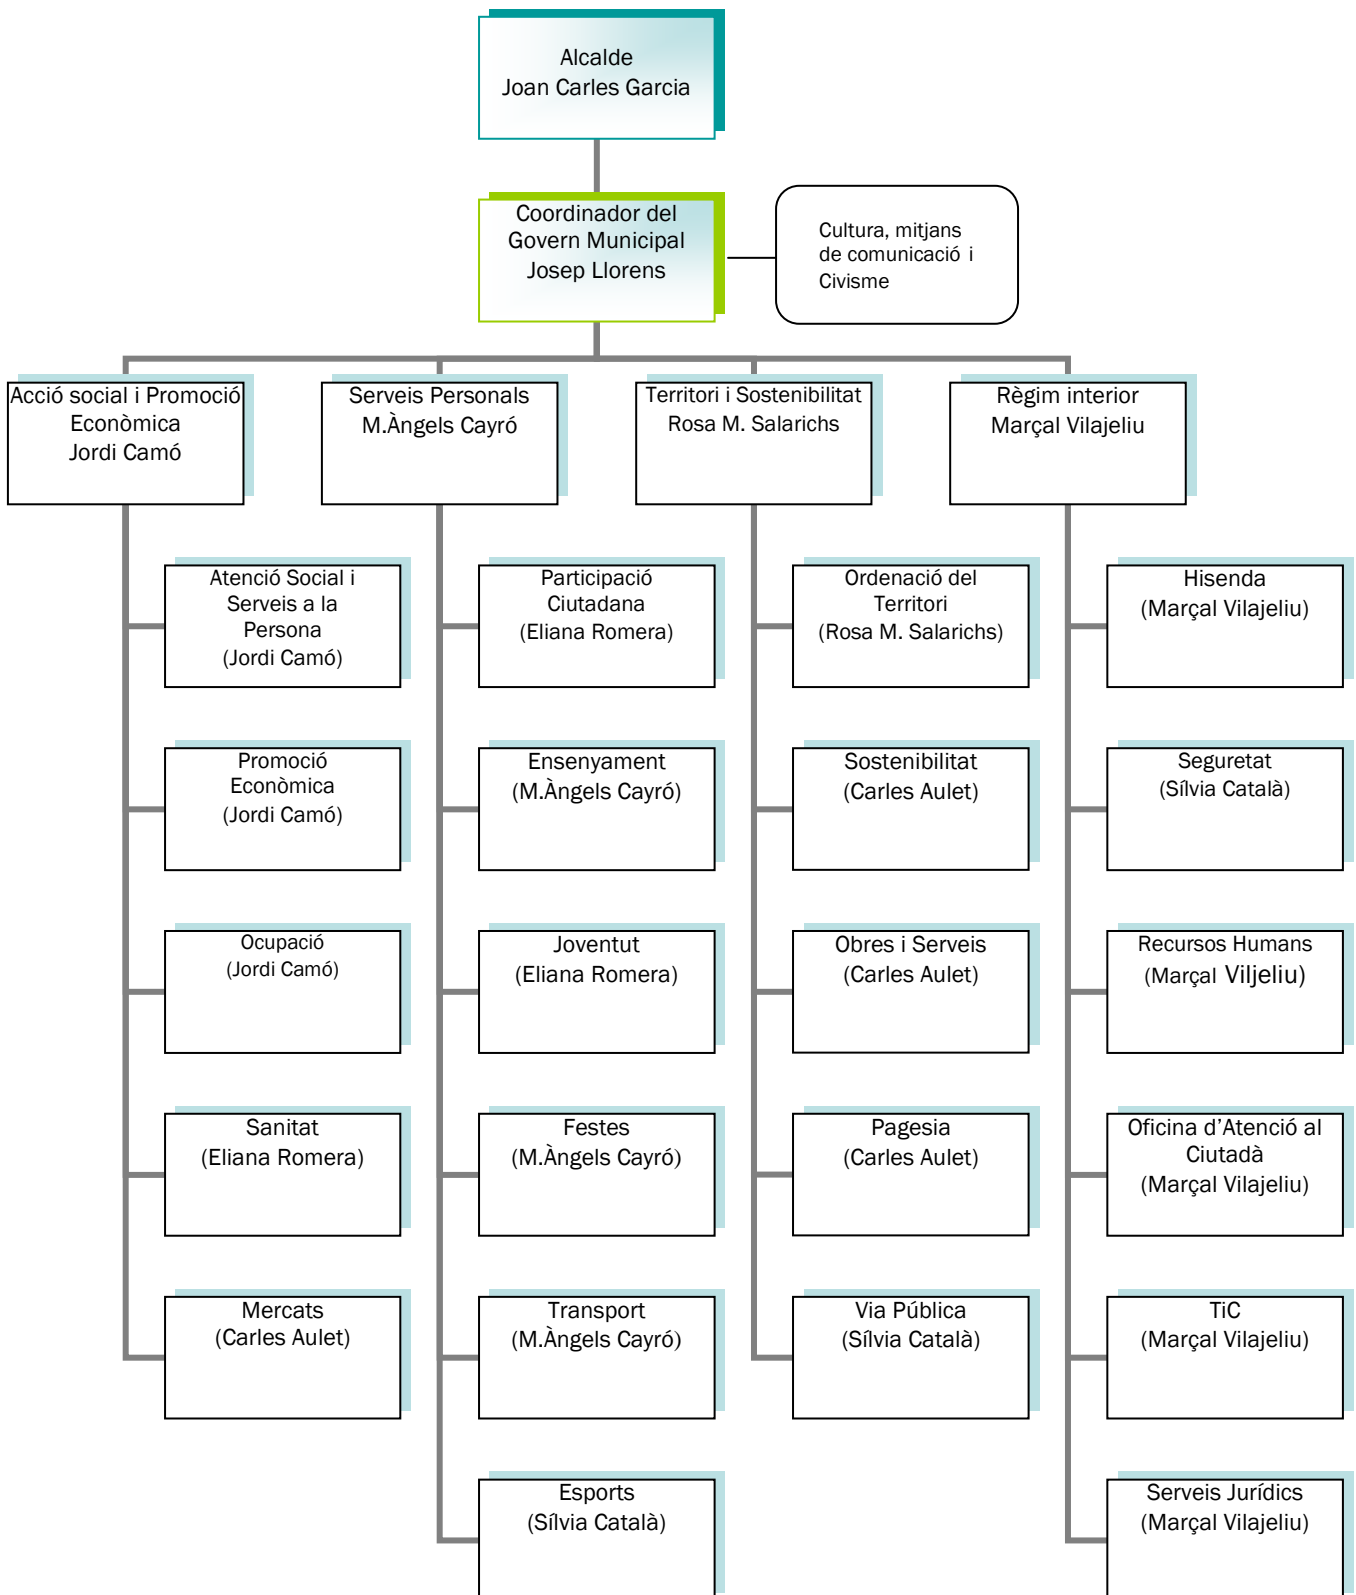 Alcalde
Joan Carles Garcia
Coordinador del
Govern Municipal
Josep Llorens
Cultura, mitjans
de comunicació i
Civisme
Acció social i Promoció
Econòmica
Jordi Camó
Serveis Personals
M.Àngels Cayró
Territori i Sostenibilitat
Rosa M. Salarichs
Règim interior
Marçal Vilajeliu
Atenció Social i
Serveis a la
Persona
(Jordi Camó)
Participació
Ciutadana
(Eliana Romera)
Ordenació del
Territori
(Rosa M. Salarichs)
Hisenda
(Marçal Vilajeliu)
Promoció
Econòmica
(Jordi Camó)
Ensenyament
(M.Àngels Cayró)
Sostenibilitat
(Carles Aulet)
Seguretat
(Sílvia Català)
Ocupació
(Jordi Camó)
Joventut
(Eliana Romera)
Obres i Serveis
(Carles Aulet)
Recursos Humans
(Marçal Viljeliu)
Sanitat
(Eliana Romera)
Festes
(M.Àngels Cayró)
Pagesia
(Carles Aulet)
Oficina d’Atenció al
Ciutadà
(Marçal Vilajeliu)
Mercats
(Carles Aulet)
Transport
(M.Àngels Cayró)
Via Pública
(Sílvia Català)
TiC
(Marçal Vilajeliu)
Esports
(Sílvia Català)
Serveis Jurídics
(Marçal Vilajeliu)